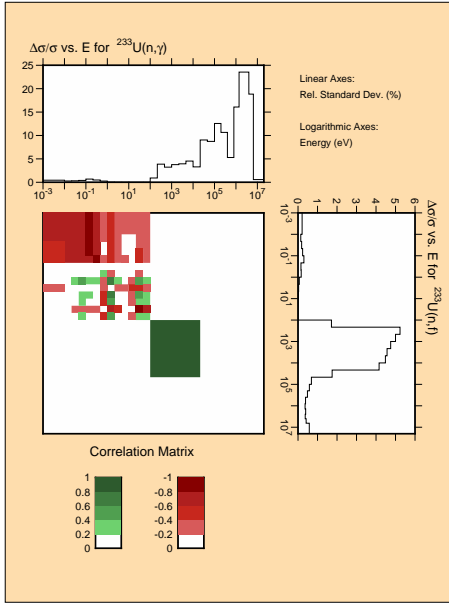 Δσ/σ vs. E for ²³³U(n,γ)
25
20
15
10
5
0
10⁻³ 10⁻¹ 10¹ 10³ 10⁵ 10⁷
Linear Axes:
Rel. Standard Dev. (%)
Logarithmic Axes:
Energy (eV)
0 1 2 3 4 5 6
10⁻³
10⁻¹
10¹
10³
10⁵
10⁷
Δσ/σ vs. E for ²³³U(n,f)
Correlation Matrix
1
0.8
0.6
0.4
0.2
0
-1
-0.8
-0.6
-0.4
-0.2
0